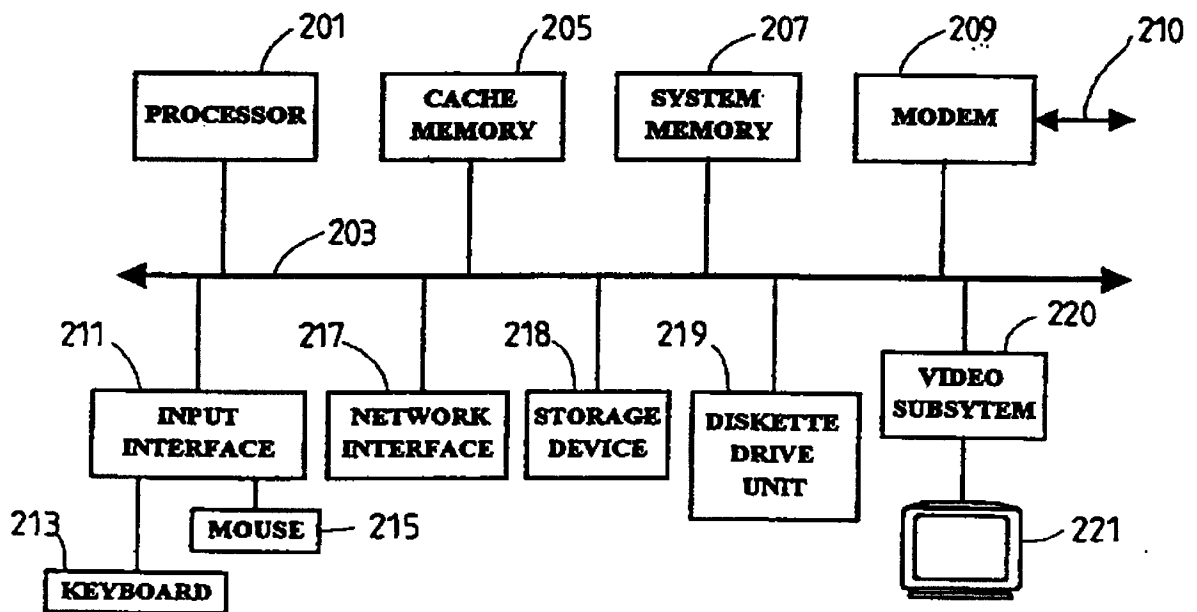 201
205
207
209
210
PROCESSOR
CACHE
MEMORY
SYSTEM
MEMORY
MODEM
203
211
217
218
219
220
INPUT
INTERFACE
NETWORK
INTERFACE
STORAGE
DEVICE
DISKETTE
DRIVE
UNIT
VIDEO
SUBSYTEM
213
MOUSE
215
221
KEYBOARD